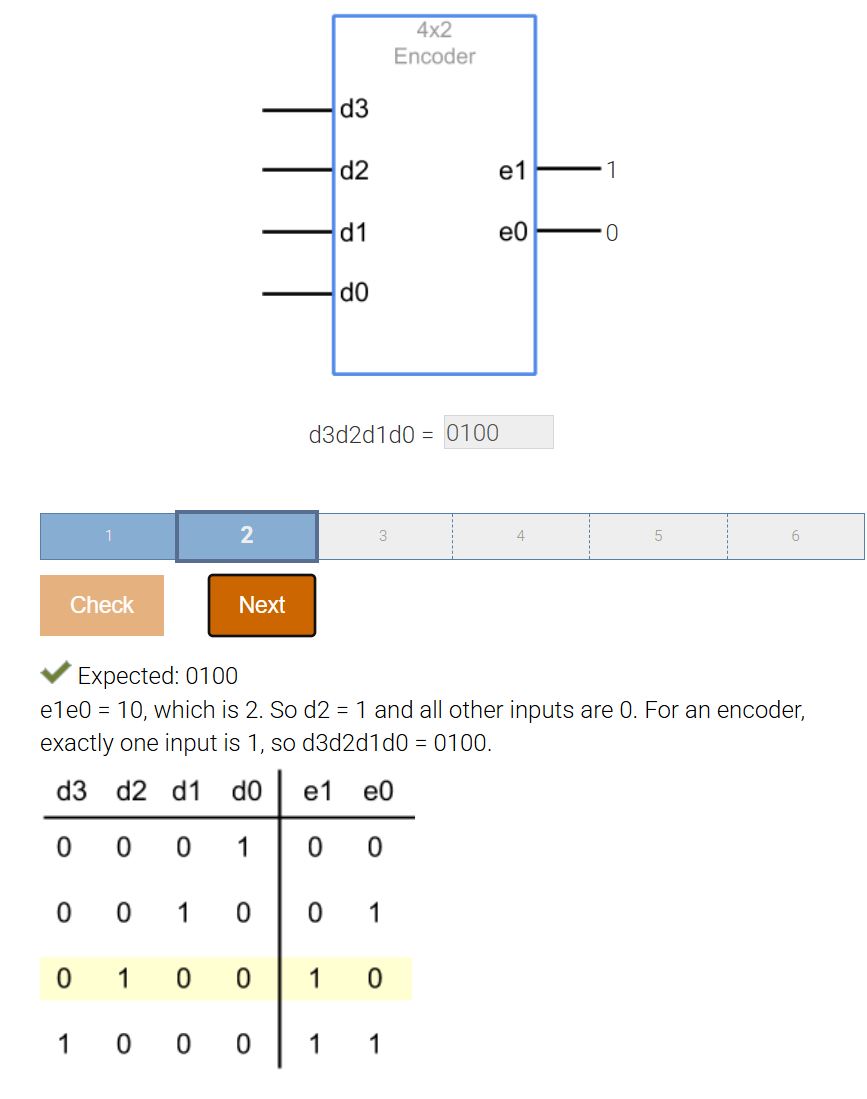 4x2
Encoder
d3
d2 e1 1
d1 e0 0
d0
d3d2d1d0 = 0100
1 2 3 4 5 6
Check Next
Expected: 0100
e1e0 = 10, which is 2. So d2 = 1 and all other inputs are 0. For an encoder,
exactly one input is 1, so d3d2d1d0 = 0100.
d3 d2 d1 d0 e1 e0
0 0 0 1 0 0
0 0 1 0 0 1
0 1 0 0 1 0
1 0 0 0 1 1